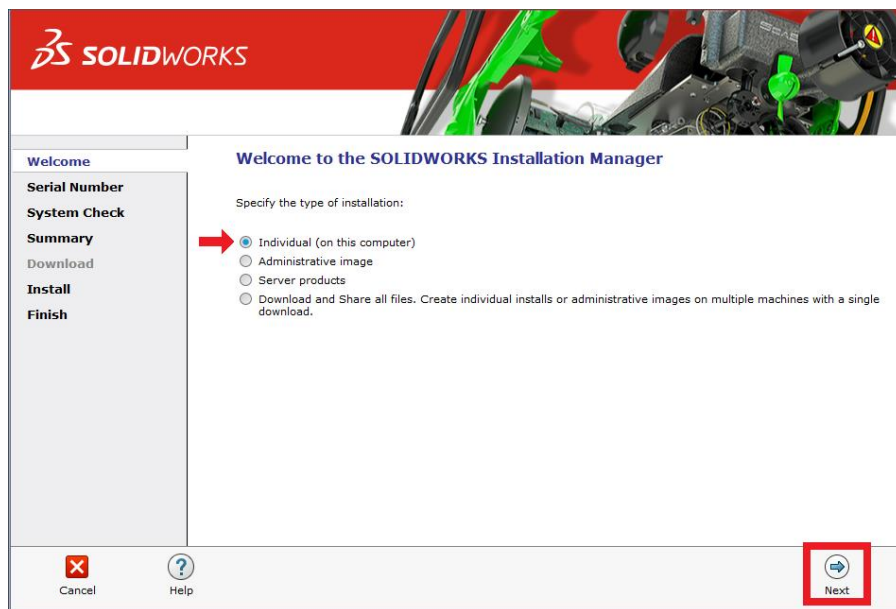 SOLIDWORKS
Welcome
Serial Number
System Check
Summary
Download
Install
Finish
Welcome to the SOLIDWORKS Installation Manager
Specify the type of installation:
Individual (on this computer)
Administrative image
Server products
Download and Share all files. Create individual installs or administrative images on multiple machines with a single
download.
Cancel
? 
Help
Next